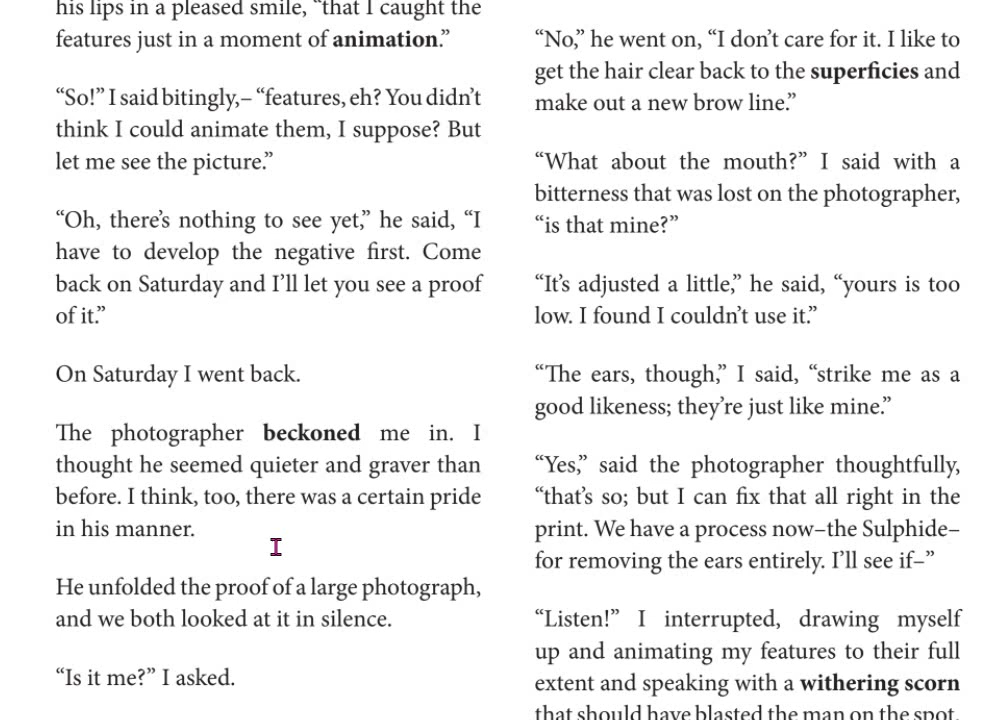 his lips in a pleased smile, “that I caught the
features just in a moment of animation.”
“So!” I said bitingly,– “features, eh? You didn’t
think I could animate them, I suppose? But
let me see the picture.”
“Oh, there’s nothing to see yet,” he said, “I
have to develop the negative first. Come
back on Saturday and I’ll let you see a proof
of it.”
On Saturday I went back.
The photographer beckoned me in. I
thought he seemed quieter and graver than
before. I think, too, there was a certain pride
in his manner.
He unfolded the proof of a large photograph,
and we both looked at it in silence.
“Is it me?” I asked.
“No,” he went on, “I don’t care for it. I like to
get the hair clear back to the superficies and
make out a new brow line.”
“What about the mouth?” I said with a
bitterness that was lost on the photographer,
“is that mine?”
“It’s adjusted a little,” he said, “yours is too
low. I found I couldn’t use it.”
“The ears, though,” I said, “strike me as a
good likeness; they’re just like mine.”
“Yes,” said the photographer thoughtfully,
“that’s so; but I can fix that all right in the
print. We have a process now–the Sulphide–
for removing the ears entirely. I’ll see if–”
“Listen!” I interrupted, drawing myself
up and animating my features to their full
extent and speaking with a withering scorn
that should have blasted the man on the spot.